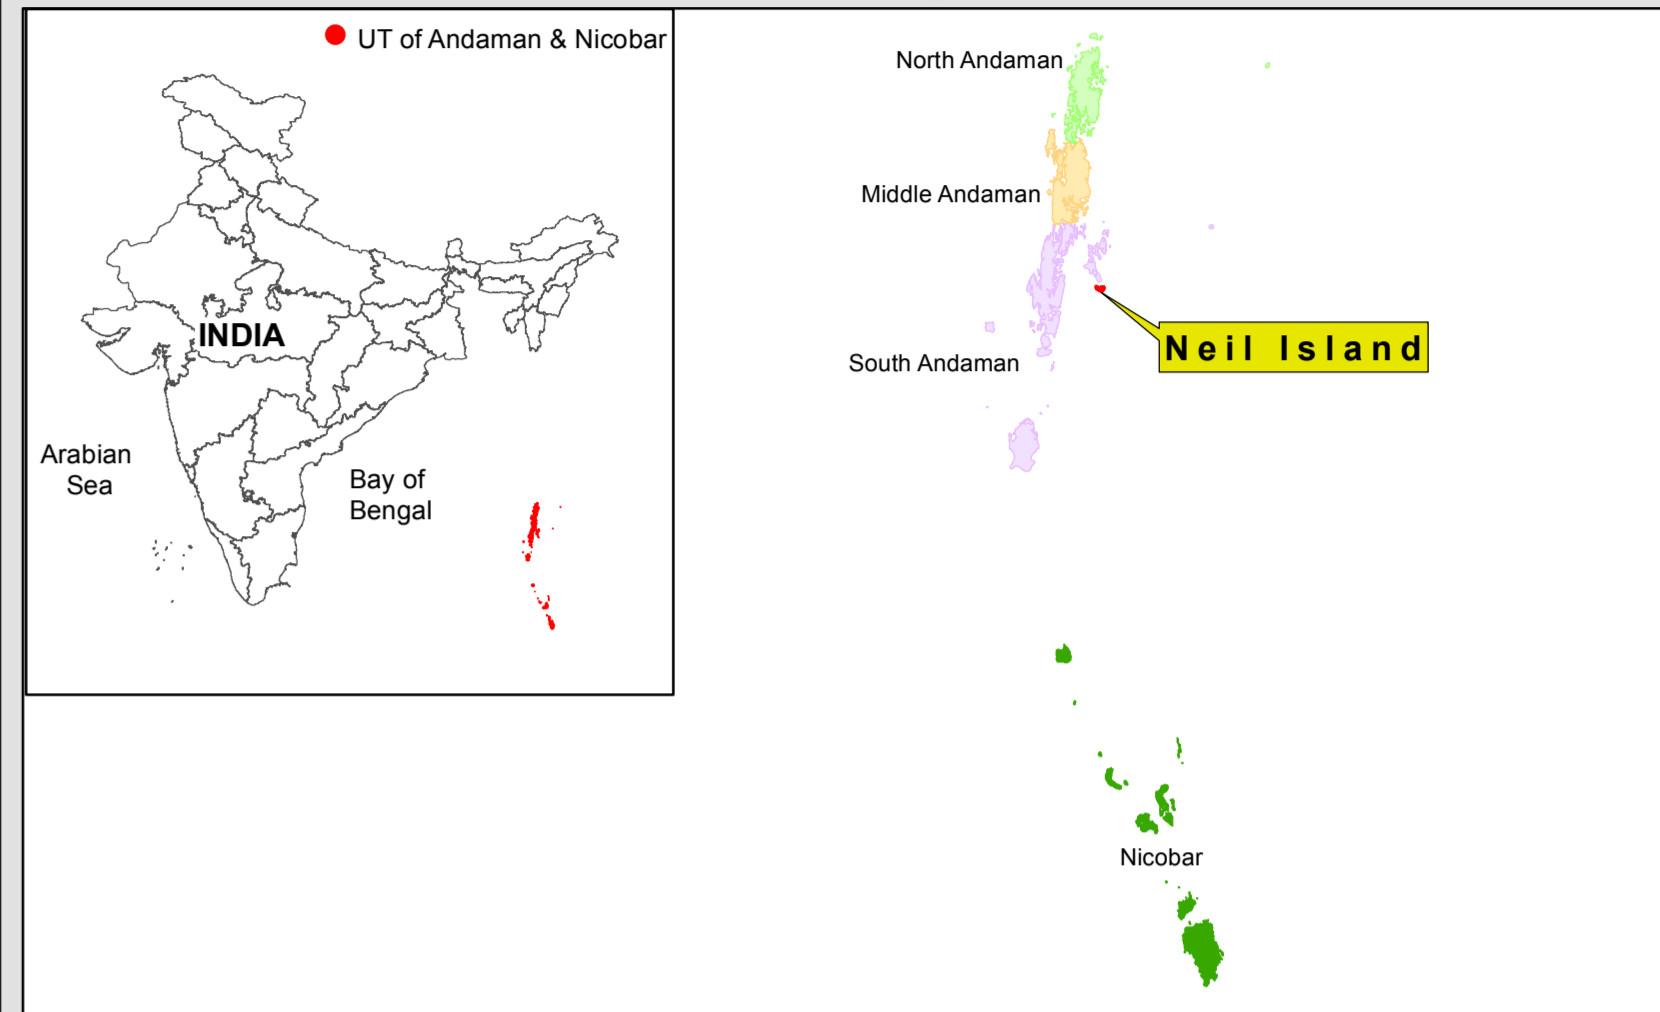 UT of Andaman & Nicobar
INDIA
Arabian
Sea
Bay of
Bengal
North Andaman
Middle Andaman
Neil Island
South Andaman
Nicobar